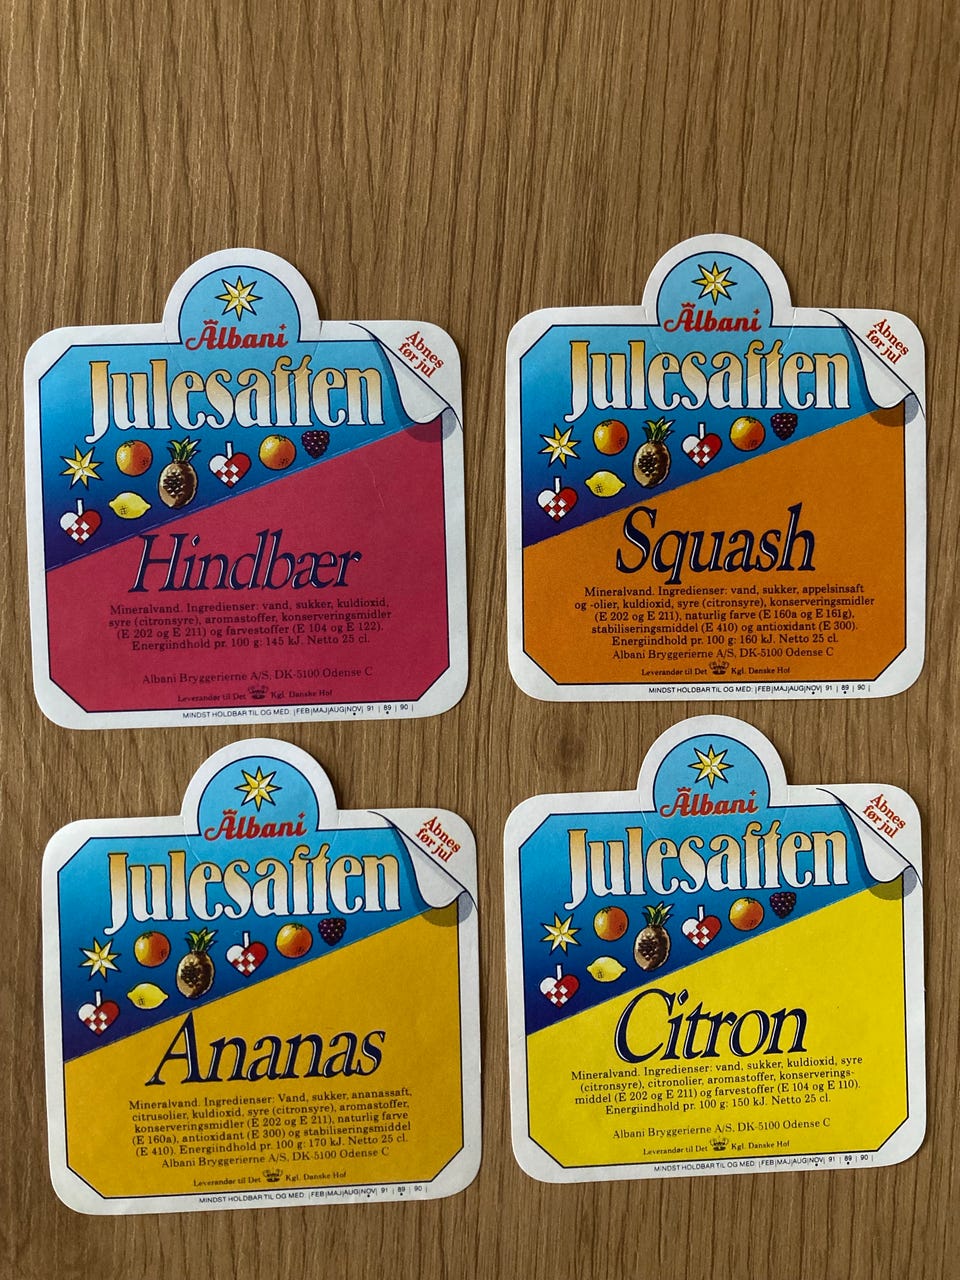 Albani
Julesaften
Åbnes
før jul
Hindbær
Mineralvand. Ingredienser: vand, sukker, kuldioxid,
syre (citronsyre), aromastoffer, konserveringsmidler
(E 202 og E 211) og farvestoffer (E 104 og E 122).
Energiindhold pr. 100 g: 145 kJ. Netto 25 cl.
Albani Bryggerierne A/S, DK-5100 Odense C
Leverandør til Det Kgl. Danske Hof
MINDST HOLDBAR TIL OG MED: |FEB|MAJ|AUG|NOV| 91 | 89 | 90 |
Albani
Julesaften
Åbnes
før jul
Squash
Mineralvand. Ingredienser: vand, sukker, appelsinsaft
og -olier, kuldioxid, syre (citronsyre), konserveringsmidler
(E 202 og E 211), naturlig farve (E 160a og E 161g),
stabiliseringsmiddel (E 410) og antioxidant (E 300).
Energiindhold pr. 100 g: 160 kJ. Netto 25 cl.
Albani Bryggerierne A/S, DK-5100 Odense C
Leverandør til Det Kgl. Danske Hof
MINDST HOLDBAR TIL OG MED: |FEB|MAJ|AUG|NOV| 91 | 89 | 90 |
Albani
Julesaften
Åbnes
før jul
Ananas
Mineralvand. Ingredienser: Vand, sukker, ananassaft,
citrusolier, kuldioxid, syre (citronsyre), aromastoffer,
konserveringsmidler (E 202 og E 211), naturlig farve
(E 160a), antioxidant (E 300) og stabiliseringsmiddel
(E 410). Energiindhold pr. 100 g: 170 kJ. Netto 25 cl.
Albani Bryggerierne A/S, DK-5100 Odense C
Leverandør til Det Kgl. Danske Hof
MINDST HOLDBAR TIL OG MED: |FEB|MAJ|AUG|NOV| 91 | 89 | 90 |
Albani
Julesaften
Åbnes
før jul
Citron
Mineralvand. Ingredienser: vand, sukker, kuldioxid, syre
(citronsyre), citronolier, aromastoffer, konserverings-
middel (E 202 og E 211) og farvestoffer (E 104 og E 110).
Energiindhold pr. 100 g: 150 kJ. Netto 25 cl.
Albani Bryggerierne A/S, DK-5100 Odense C
Leverandør til Det Kgl. Danske Hof
MINDST HOLDBAR TIL OG MED: |FEB|MAJ|AUG|NOV| 91 | 89 | 90 |